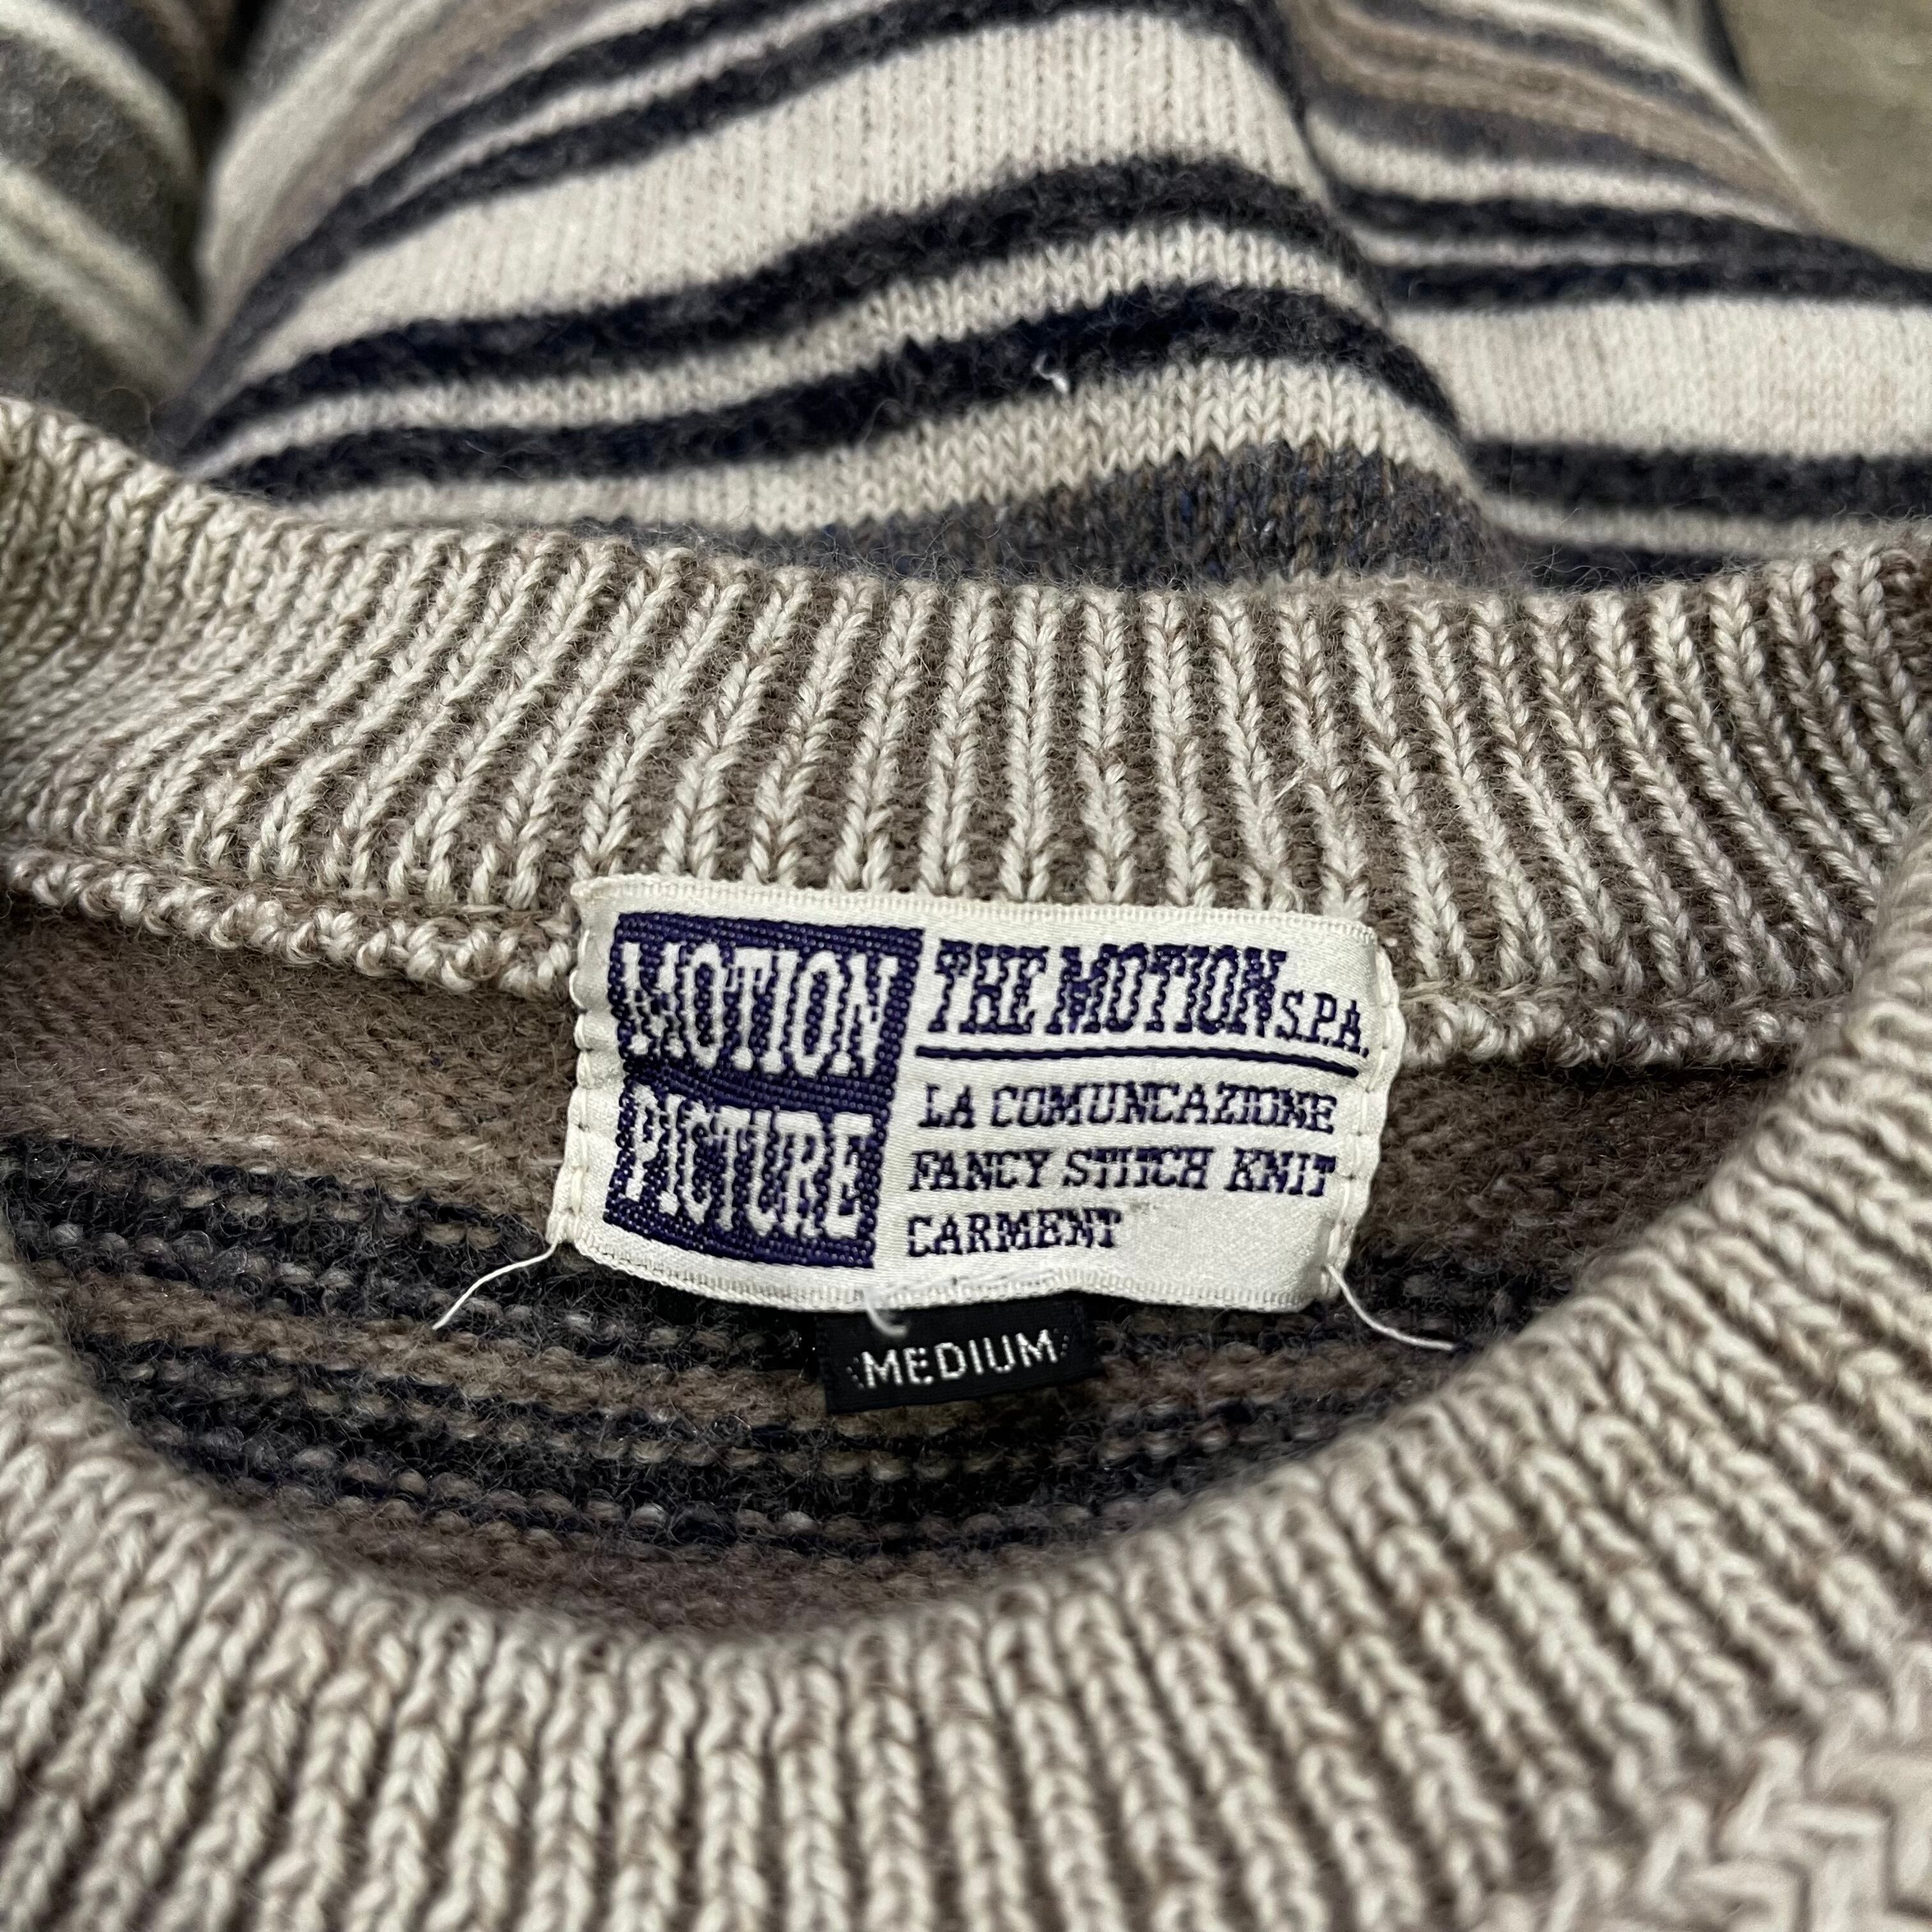 MOTION
PICTURE
THE MOTION S.P.A.
LA COMUNCAZIONE
FANCY STITCH KNIT
CARMENT
MEDIUM